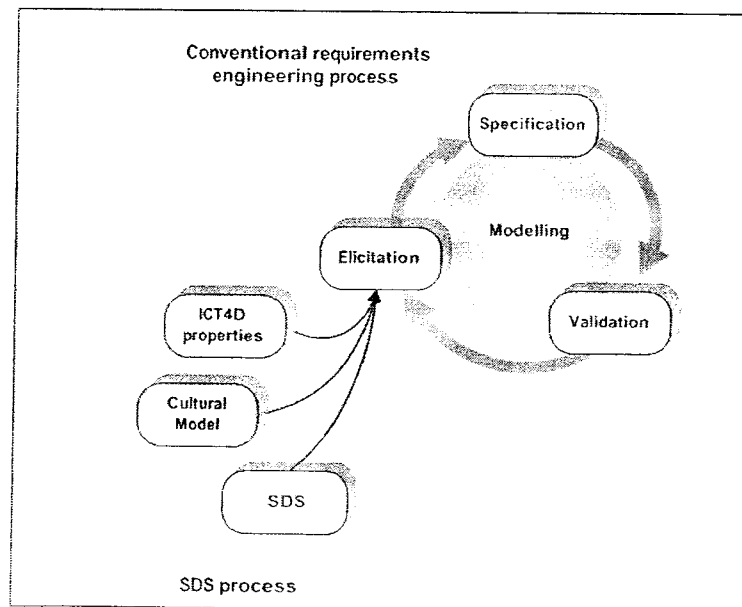 Conventional requirements
engineering process
Specification
Modelling
Elicitation
Validation
ICT4D
properties
Cultural
Model
SDS
SDS process